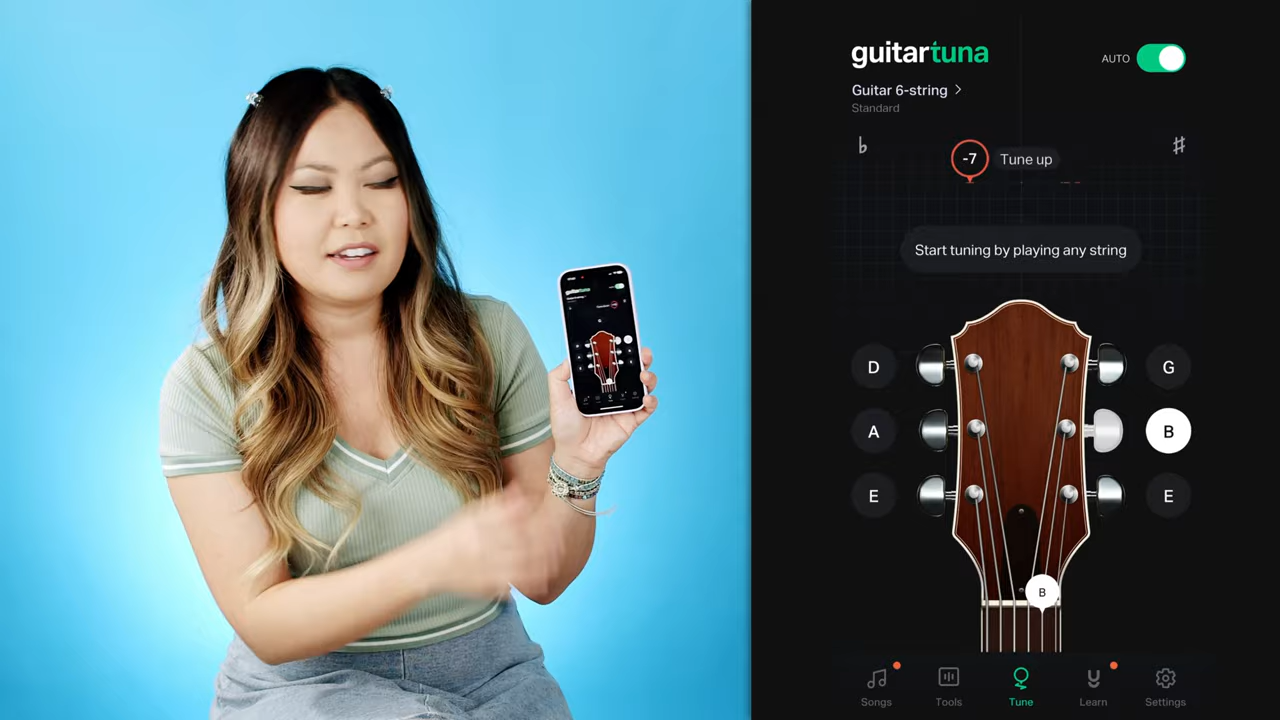 guitartuna
AUTO
Guitar 6-string >
Standard
♭
-7 Tune up
♯
Start tuning by playing any string
D
G
A
B
E
E
B
Songs
Tools
Tune
Learn
Settings